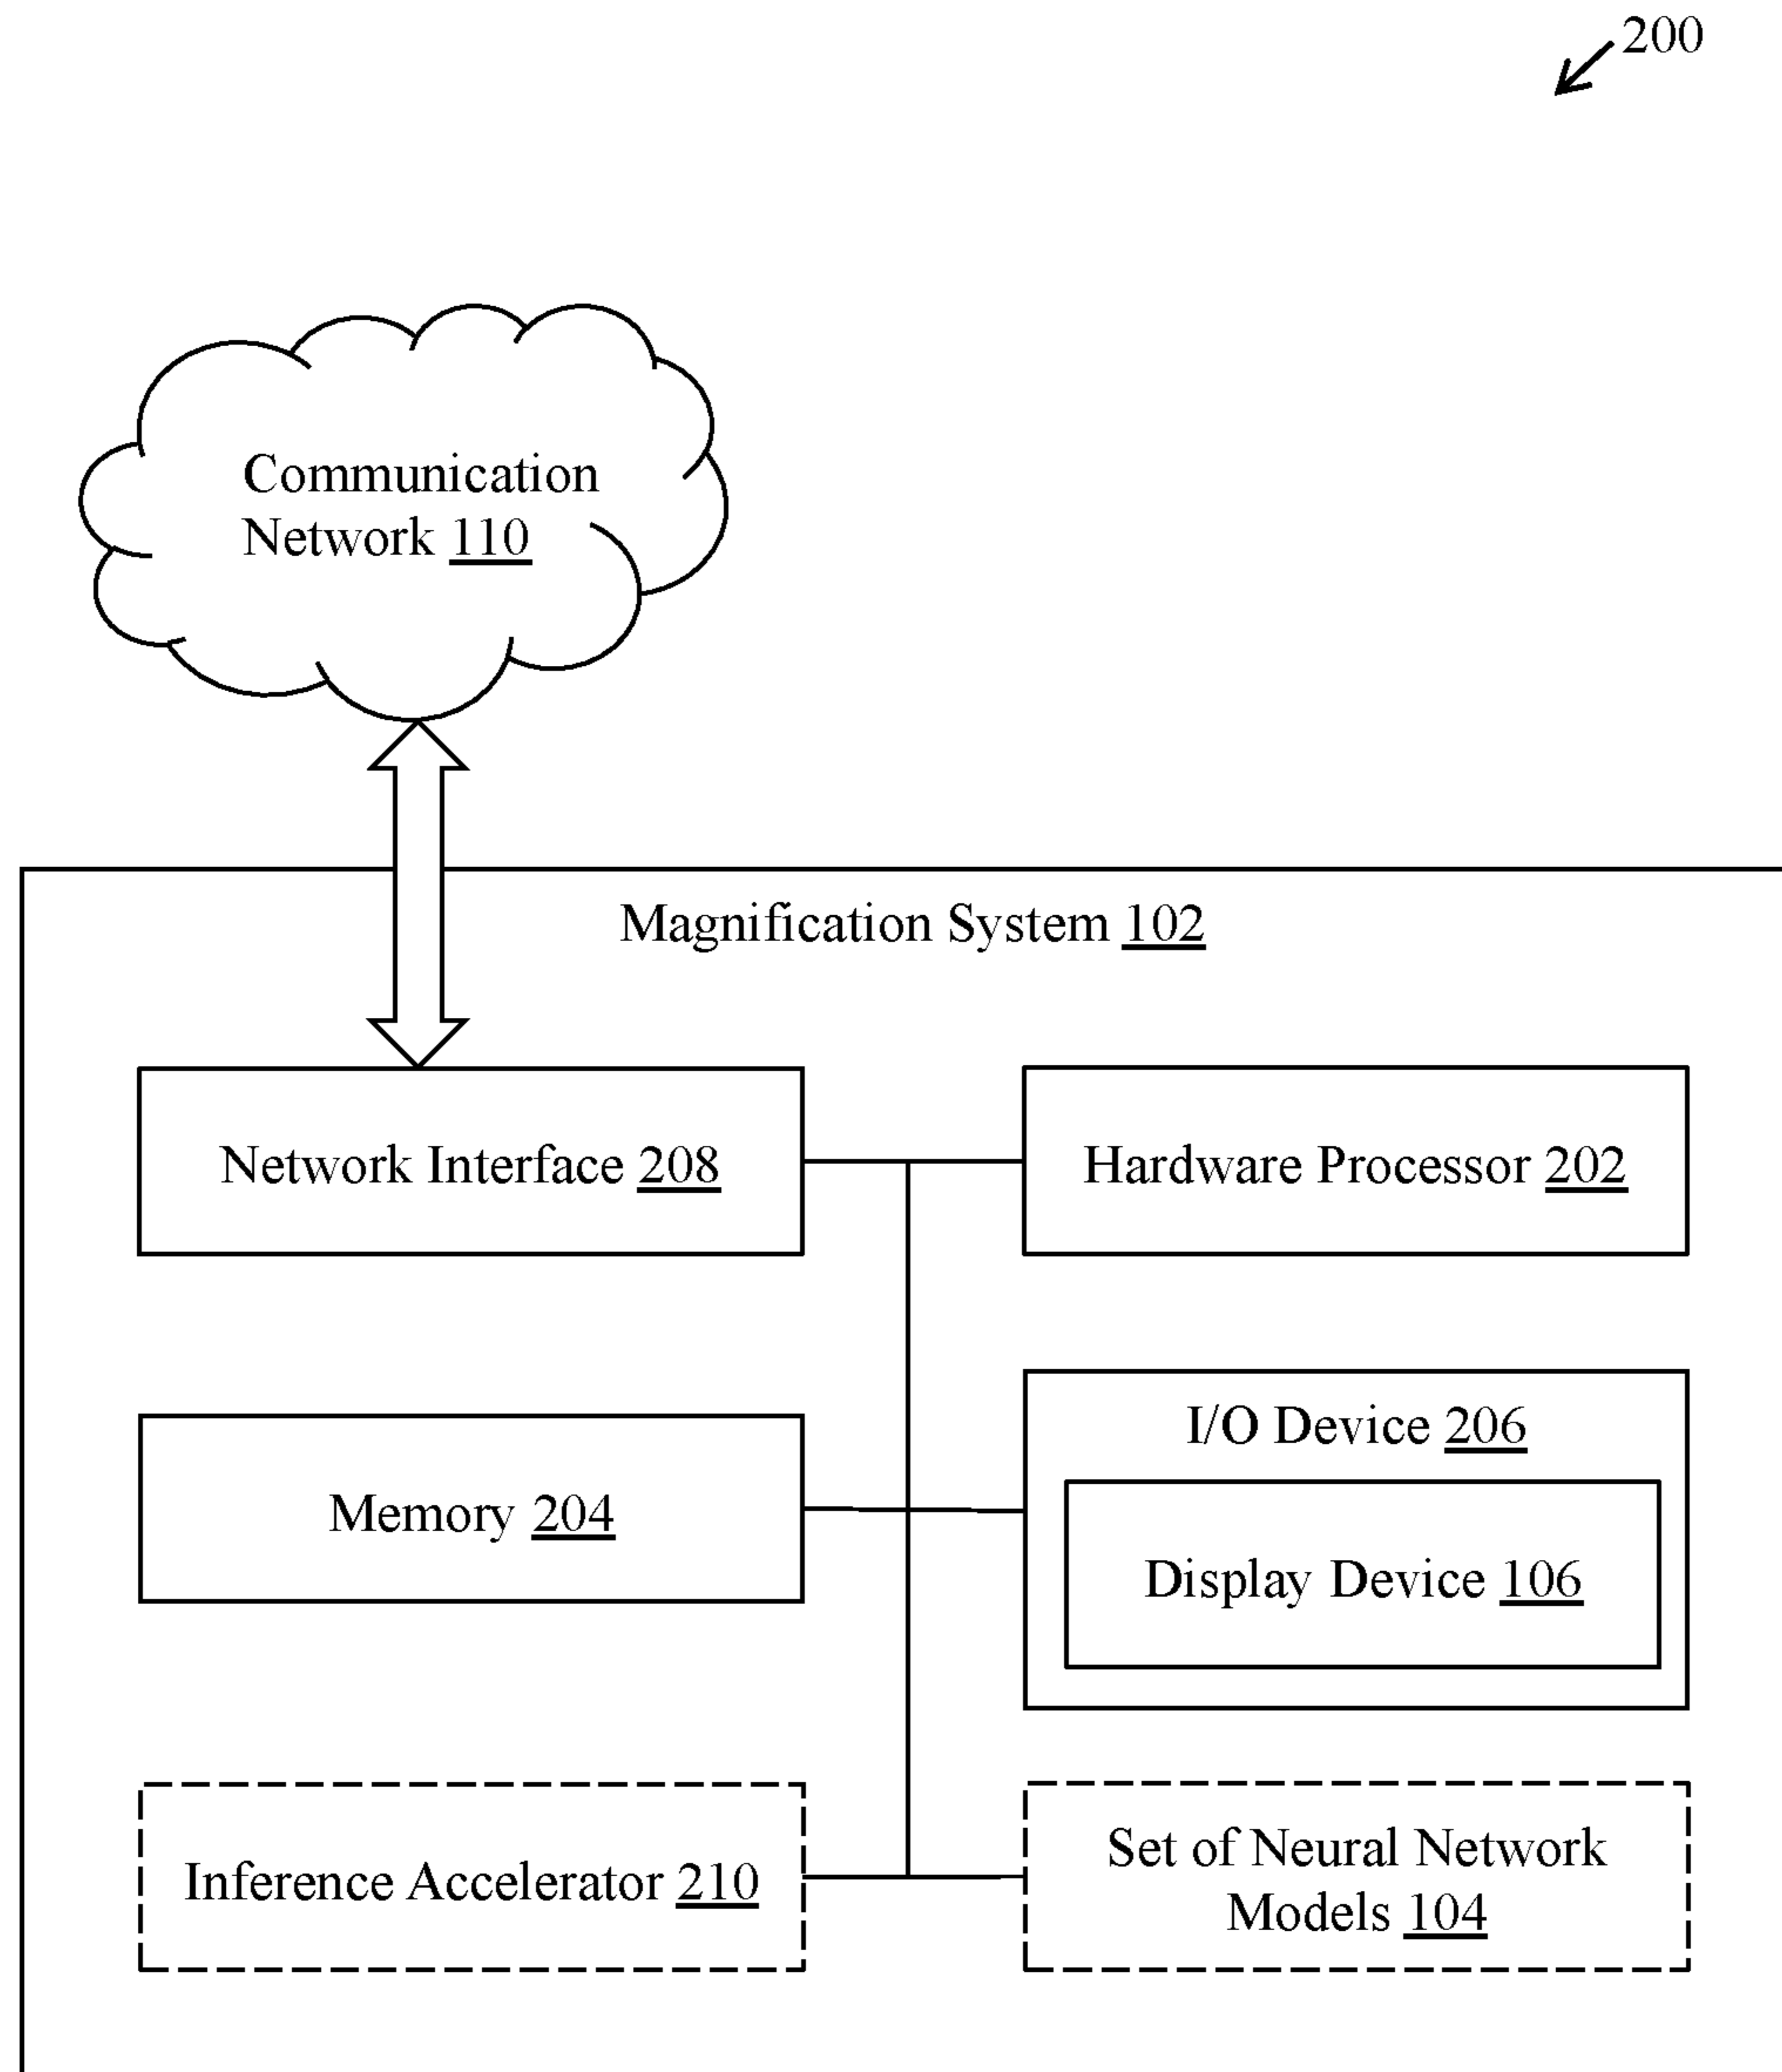 200
Communication
Network 110
Magnification System 102
Network Interface 208
Hardware Processor 202
I/O Device 206
Memory 204
Display Device 106
Inference Accelerator 210
Set of Neural Network
Models 104